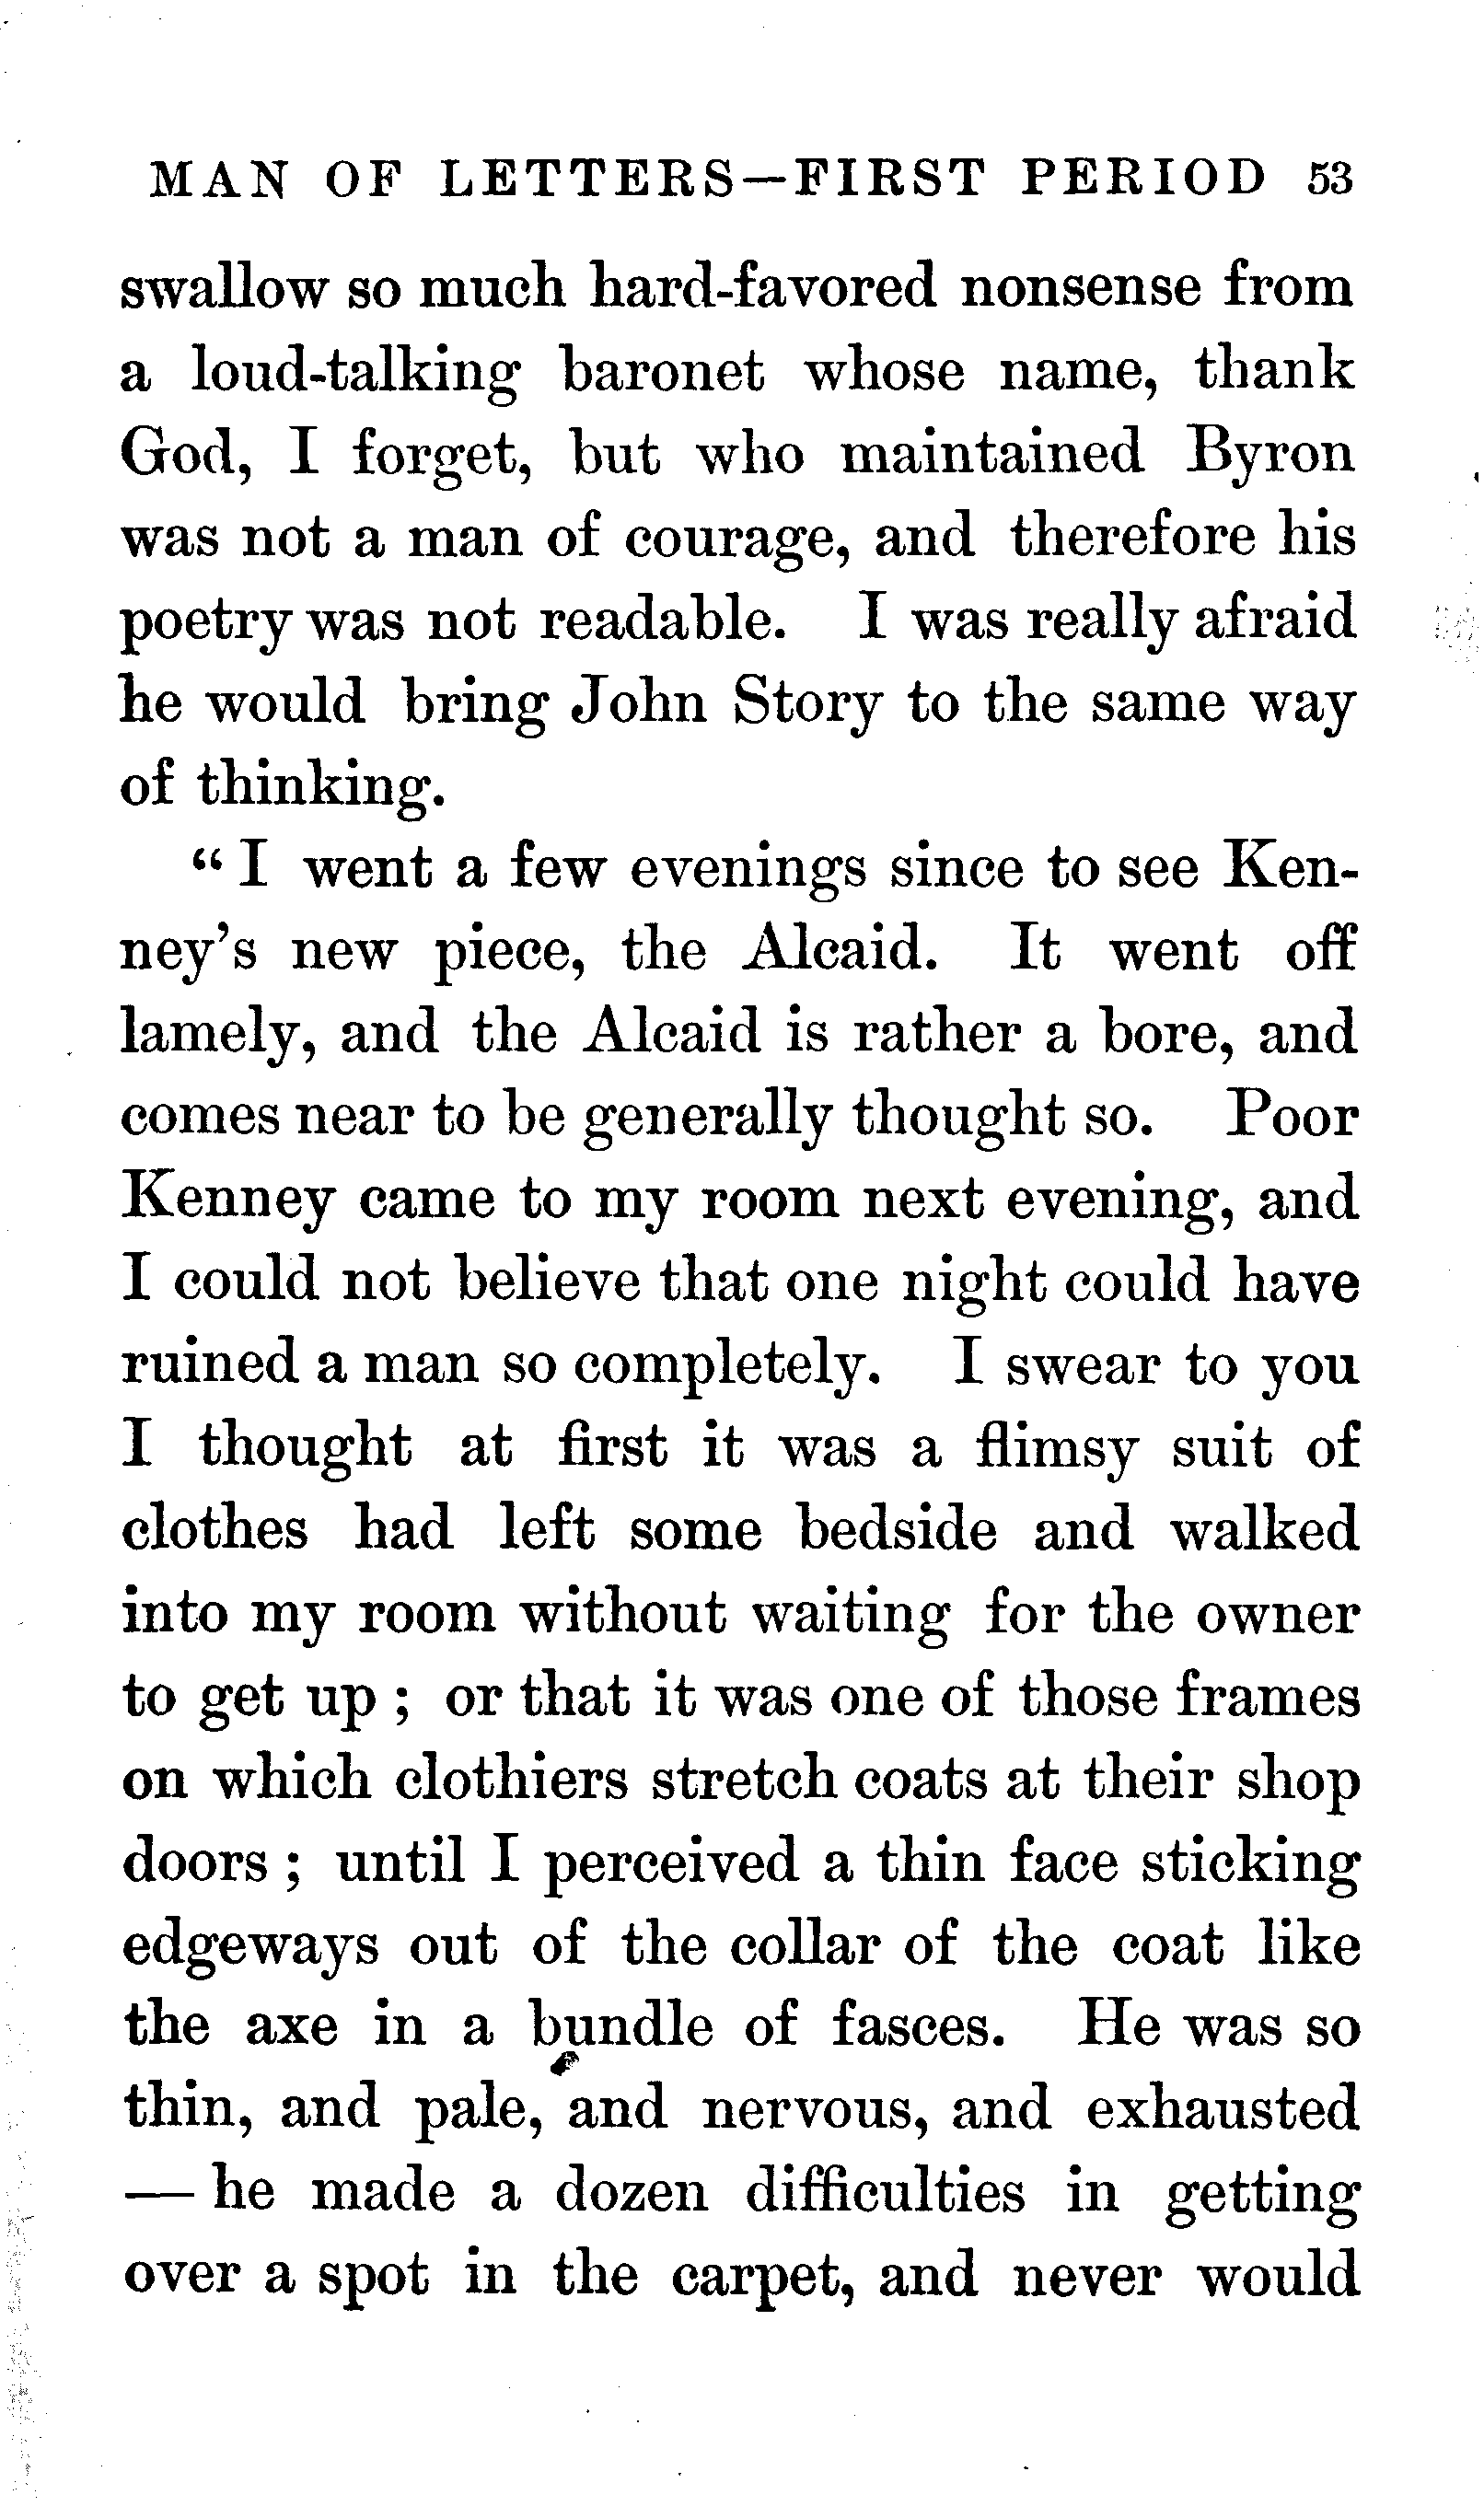 MAN OF LETTERS—FIRST PERIOD 53
swallow so much hard-favored nonsense from
a loud-talking baronet whose name, thank
God, I forget, but who maintained Byron
was not a man of courage, and therefore his
poetry was not readable. I was really afraid
he would bring John Story to the same way
of thinking.
“I went a few evenings since to see Ken-
ney’s new piece, the Alcaid. It went off
lamely, and the Alcaid is rather a bore, and
comes near to be generally thought so. Poor
Kenney came to my room next evening, and
I could not believe that one night could have
ruined a man so completely. I swear to you
I thought at first it was a flimsy suit of
clothes had left some bedside and walked
into my room without waiting for the owner
to get up ; or that it was one of those frames
on which clothiers stretch coats at their shop
doors ; until I perceived a thin face sticking
edgeways out of the collar of the coat like
the axe in a bundle of fasces. He was so
thin, and pale, and nervous, and exhausted
— he made a dozen difficulties in getting
over a spot in the carpet, and never would